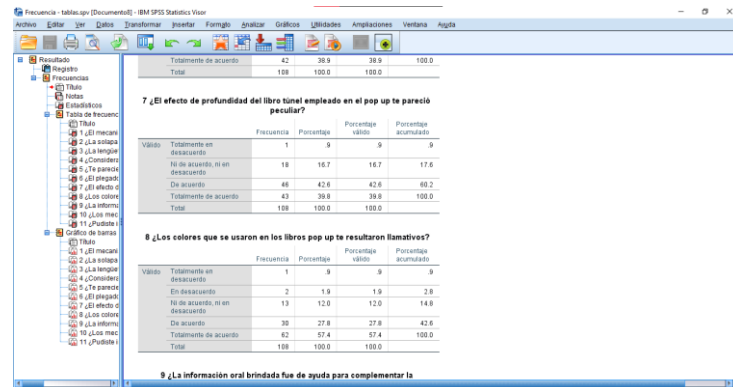 Frecuencia - tablas.spv [Documento8] - IBM SPSS Statistics Visor
Archivo Editar Ver Datos Transformar Insertar Formato Analizar Gráficos Utilidades Ampliaciones Ventana Ayuda
Resultado
Registro
Frecuencias
Título
Notas
Estadísticos
Tabla de frecuenc
Título
1 ¿El mecani
2 ¿La solapa
3 ¿La lengüe
4 ¿Considera
5 ¿Te parecie
6 ¿El plegado
7 ¿El efecto d
8 ¿Los colore
9 ¿La informa
10 ¿Los mec
11 ¿Pudiste i
Gráfico de barras
Título
1 ¿El mecani
2 ¿La solapa
3 ¿La lengüe
4 ¿Considera
5 ¿Te parecie
6 ¿El plegado
7 ¿El efecto d
8 ¿Los colore
9 ¿La informa
10 ¿Los mec
11 ¿Pudiste i
Totalmente de acuerdo 42 38.9 38.9 100.0
Total 108 100.0 100.0
7 ¿El efecto de profundidad del libro túnel empleado en el pop up te pareció
peculiar?
Frecuencia Porcentaje Porcentaje válido Porcentaje acumulado
Válido Totalmente en desacuerdo 1 .9 .9 .9
Ni de acuerdo, ni en desacuerdo 18 16.7 16.7 17.6
De acuerdo 46 42.6 42.6 60.2
Totalmente de acuerdo 43 39.8 39.8 100.0
Total 108 100.0 100.0
8 ¿Los colores que se usaron en los libros pop up te resultaron llamativos?
Frecuencia Porcentaje Porcentaje válido Porcentaje acumulado
Válido Totalmente en desacuerdo 1 .9 .9 .9
En desacuerdo 2 1.9 1.9 2.8
Ni de acuerdo, ni en desacuerdo 13 12.0 12.0 14.8
De acuerdo 30 27.8 27.8 42.6
Totalmente de acuerdo 62 57.4 57.4 100.0
Total 108 100.0 100.0
9 ¿La información oral brindada fue de ayuda para complementar la